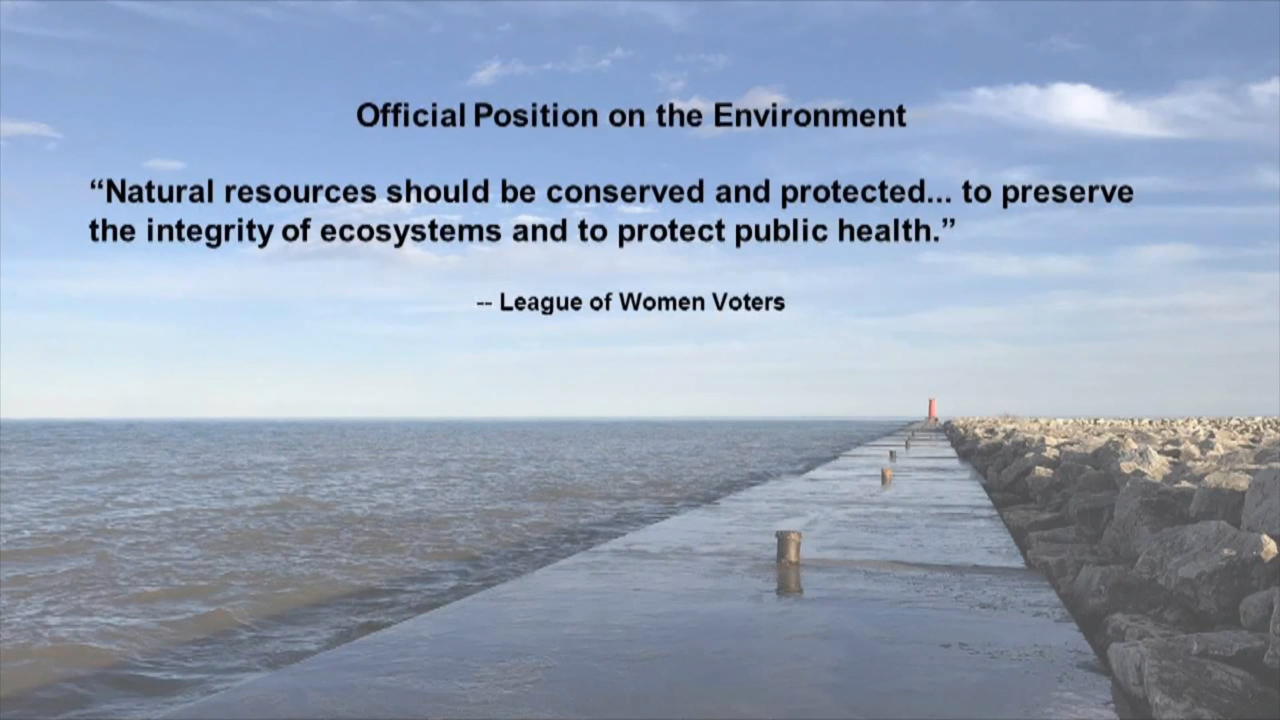 Official Position on the Environment
“Natural resources should be conserved and protected... to preserve
the integrity of ecosystems and to protect public health.”
-- League of Women Voters